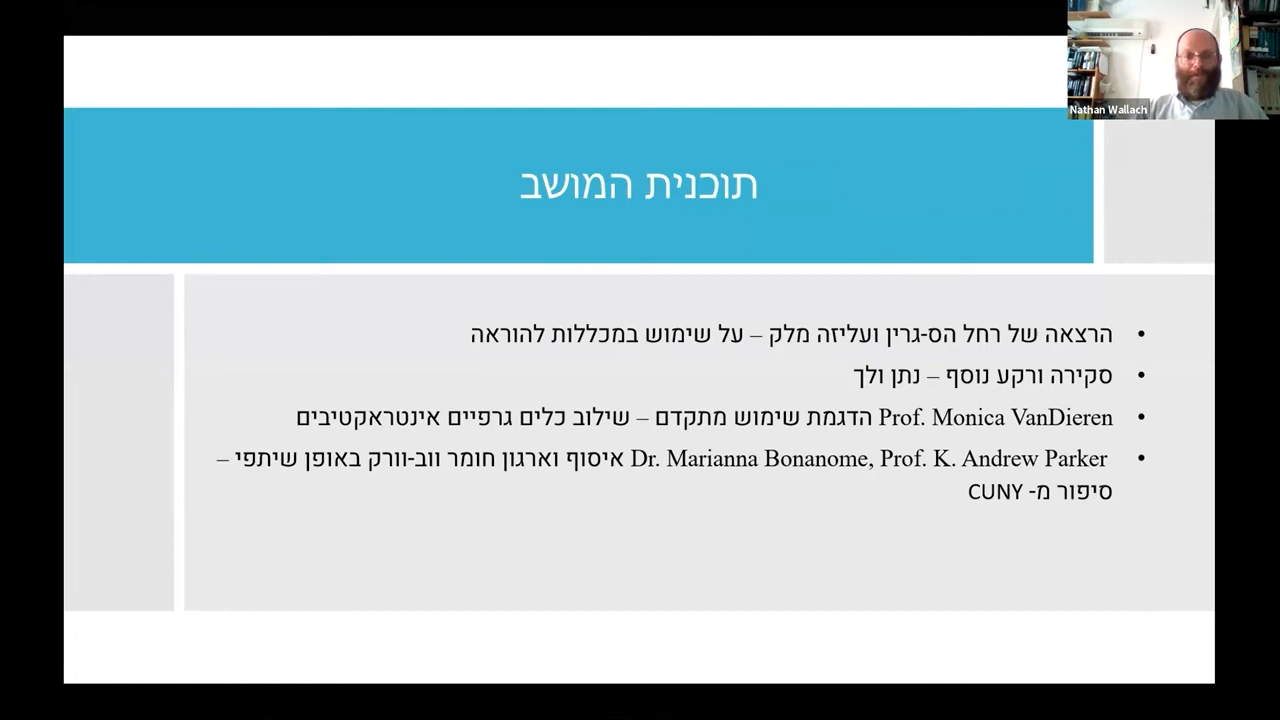 Nathan Wallach
תוכנית המושב
• הרצאה של רחל הס-גרין ועליזה מלק – על שימוש במכללות להוראה
• סקירה ורקע נוסף – נתן ולך
• Prof. Monica VanDieren הדגמת שימוש מתקדם – שילוב כלים גרפיים אינטראקטיבים
• Dr. Marianna Bonanome, Prof. K. Andrew Parker איסוף וארגון חומר ווב-וורק באופן שיתפי –
סיפור מ- CUNY